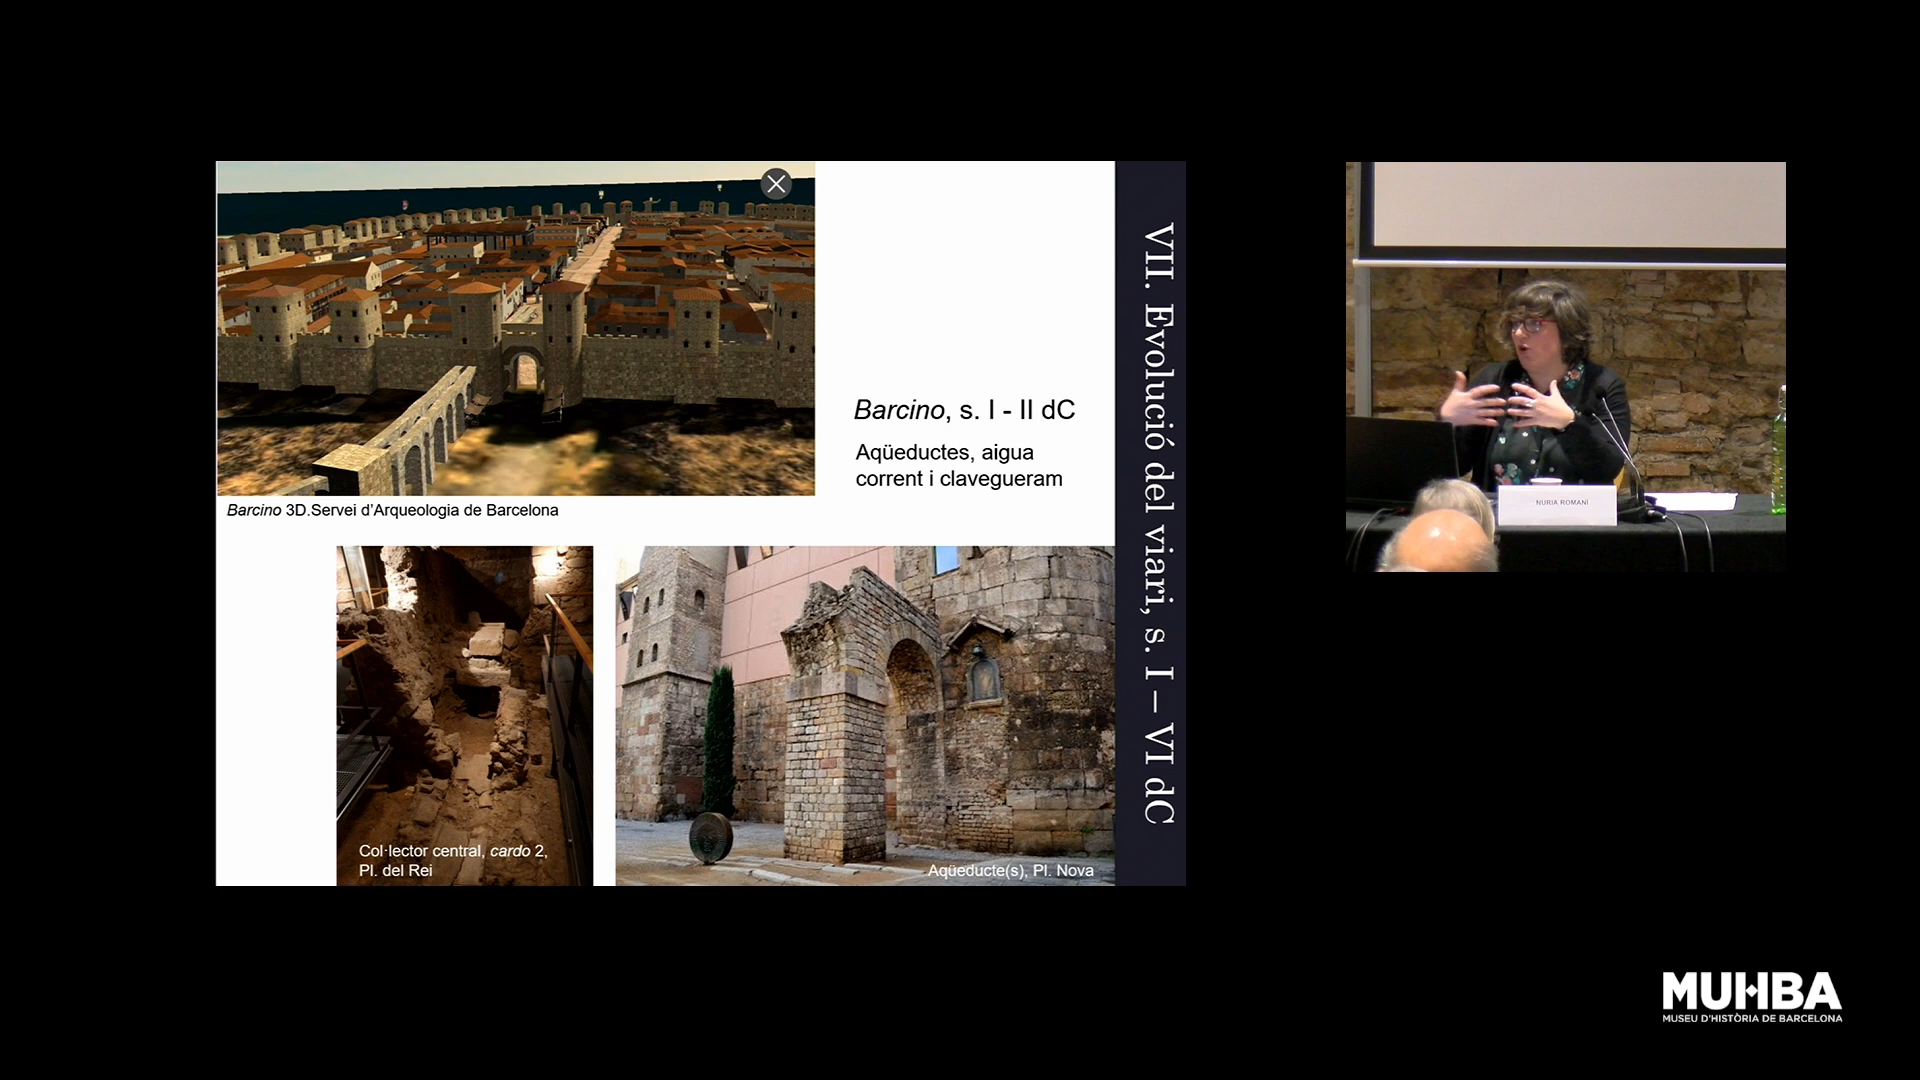 Barcino, s. I - II dC
Aqüeductes, aigua
corrent i clavegueram
Barcino 3D.Servei d'Arqueologia de Barcelona
Col·lector central, cardo 2,
Pl. del Rei
Aqüeducte(s), Pl. Nova
VII. Evolució del viari, s. I – VI dC
NURIA ROMANÍ
MUHBA
MUSEU D'HISTÒRIA DE BARCELONA